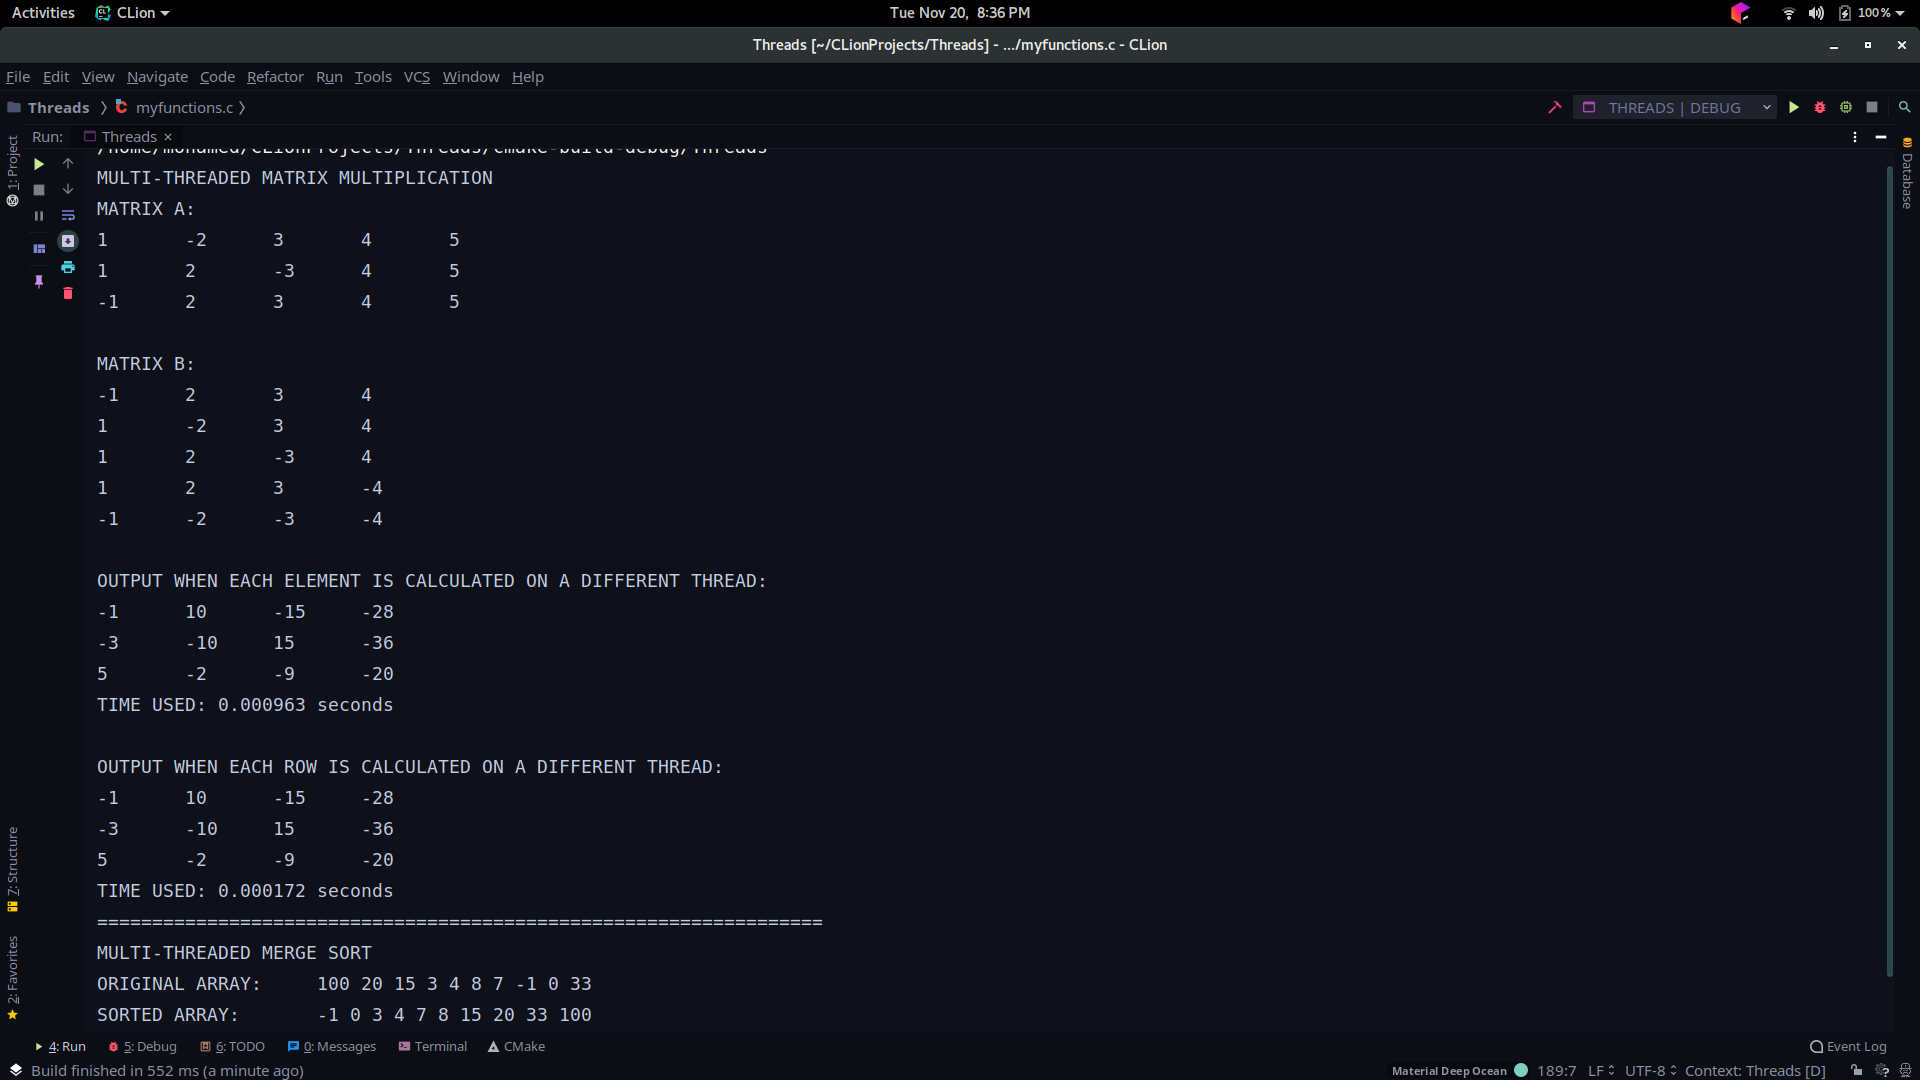 Activities CLion Tue Nov 20, 8:36 PM 100%
Threads [~/CLionProjects/Threads] - .../myfunctions.c - CLion
File Edit View Navigate Code Refactor Run Tools VCS Window Help
Threads myfunctions.c THREADS | DEBUG
Run: Threads
1: Project
Database
/home/mohamed/CLionProjects/Threads/cmake-build-debug/Threads
MULTI-THREADED MATRIX MULTIPLICATION
MATRIX A:
1 -2 3 4 5
1 2 -3 4 5
-1 2 3 4 5
MATRIX B:
-1 2 3 4
1 -2 3 4
1 2 -3 4
1 2 3 -4
-1 -2 -3 -4
OUTPUT WHEN EACH ELEMENT IS CALCULATED ON A DIFFERENT THREAD:
-1 10 -15 -28
-3 -10 15 -36
5 -2 -9 -20
TIME USED: 0.000963 seconds
OUTPUT WHEN EACH ROW IS CALCULATED ON A DIFFERENT THREAD:
-1 10 -15 -28
-3 -10 15 -36
5 -2 -9 -20
TIME USED: 0.000172 seconds
==================================================================
MULTI-THREADED MERGE SORT
ORIGINAL ARRAY: 100 20 15 3 4 8 7 -1 0 33
SORTED ARRAY: -1 0 3 4 7 8 15 20 33 100
7: Structure
2: Favorites
4: Run 5: Debug 6: TODO 0: Messages Terminal CMake Event Log
Build finished in 552 ms (a minute ago) Material Deep Ocean 189:7 LF UTF-8 Context: Threads [D]